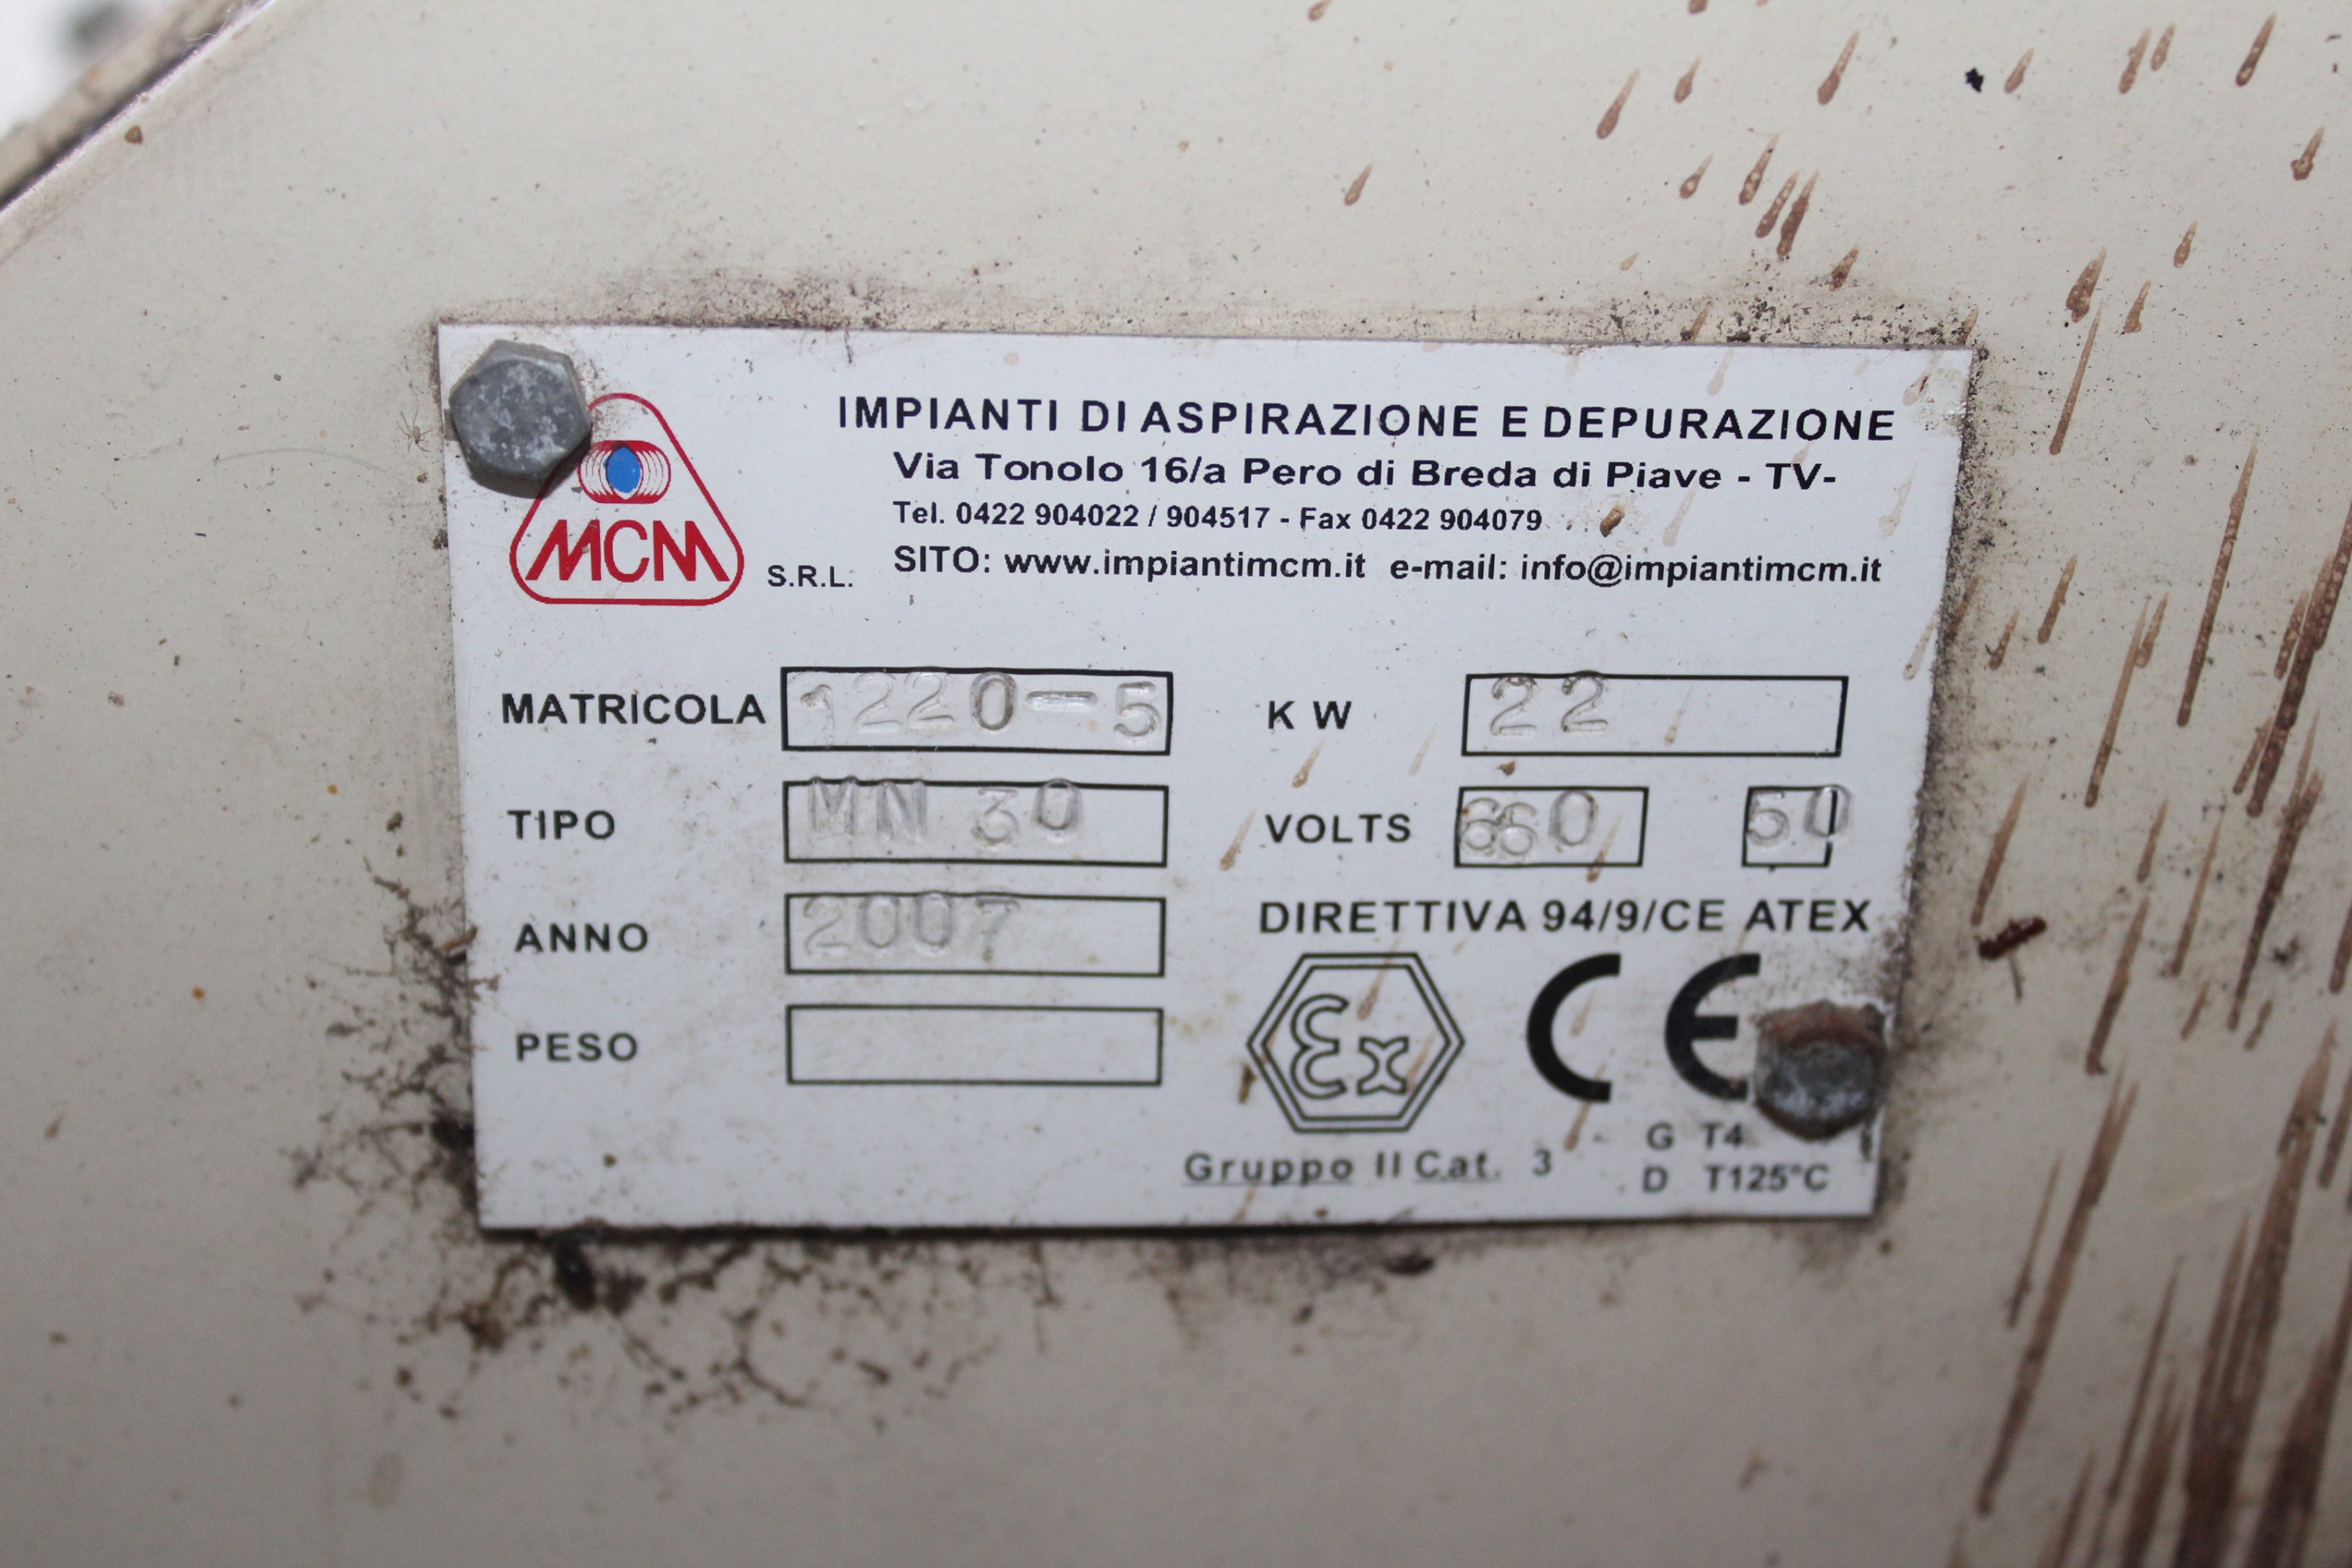 IMPIANTI DI ASPIRAZIONE E DEPURAZIONE
Via Tonolo 16/a Pero di Breda di Piave - TV-
Tel. 0422 904022 / 904517 - Fax 0422 904079
MCM S.R.L. SITO: www.impiantimcm.it e-mail: info@impiantimcm.it
MATRICOLA 1220-5 KW 22
TIPO MN 30 VOLTS 660 50
ANNO 2007 DIRETTIVA 94/9/CE ATEX
PESO Ex CE
Gruppo II Cat. 3 G T4
D T125°C